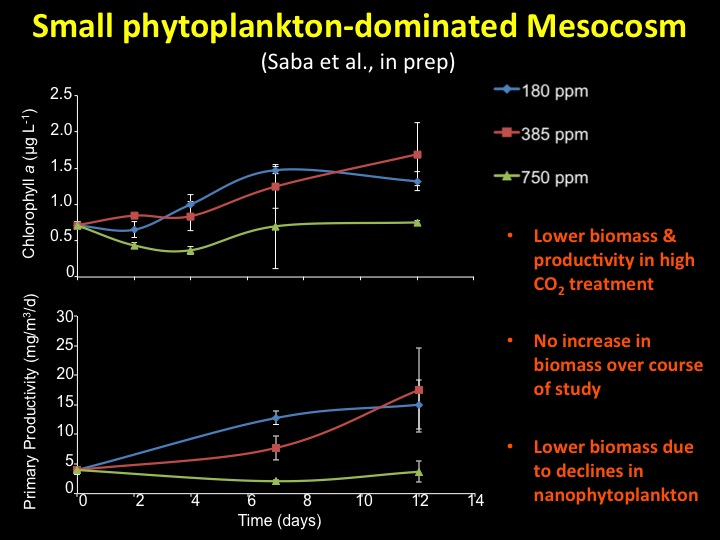 Small phytoplankton-dominated Mesocosm
(Saba et al., in prep)
Chlorophyll a (µg L-1)
2.5
2.0
1.5
1.0
0.5
0
180 ppm
385 ppm
750 ppm
• Lower biomass &
productivity in high
CO2 treatment
• No increase in
biomass over course
of study
• Lower biomass due
to declines in
nanophytoplankton
Primary Productivity (mg/m3/d)
30
25
20
15
10
5
0
0 2 4 6 8 10 12 14
Time (days)